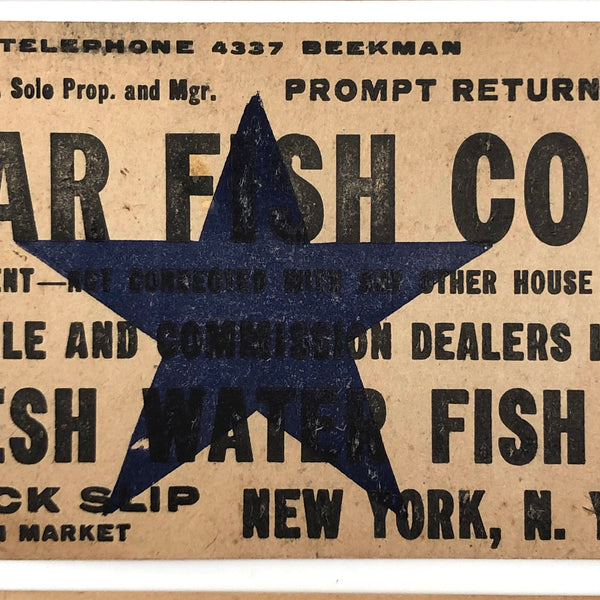 TELEPHONE 4337 BEEKMAN
Sole Prop. and Mgr. PROMPT RETURN
AR FISH CO
ENT—NOT CONNECTED WITH ANY OTHER HOUSE
LE AND COMMISSION DEALERS
ESH WATER FISH
CK SLIP NEW YORK, N. Y
MARKET